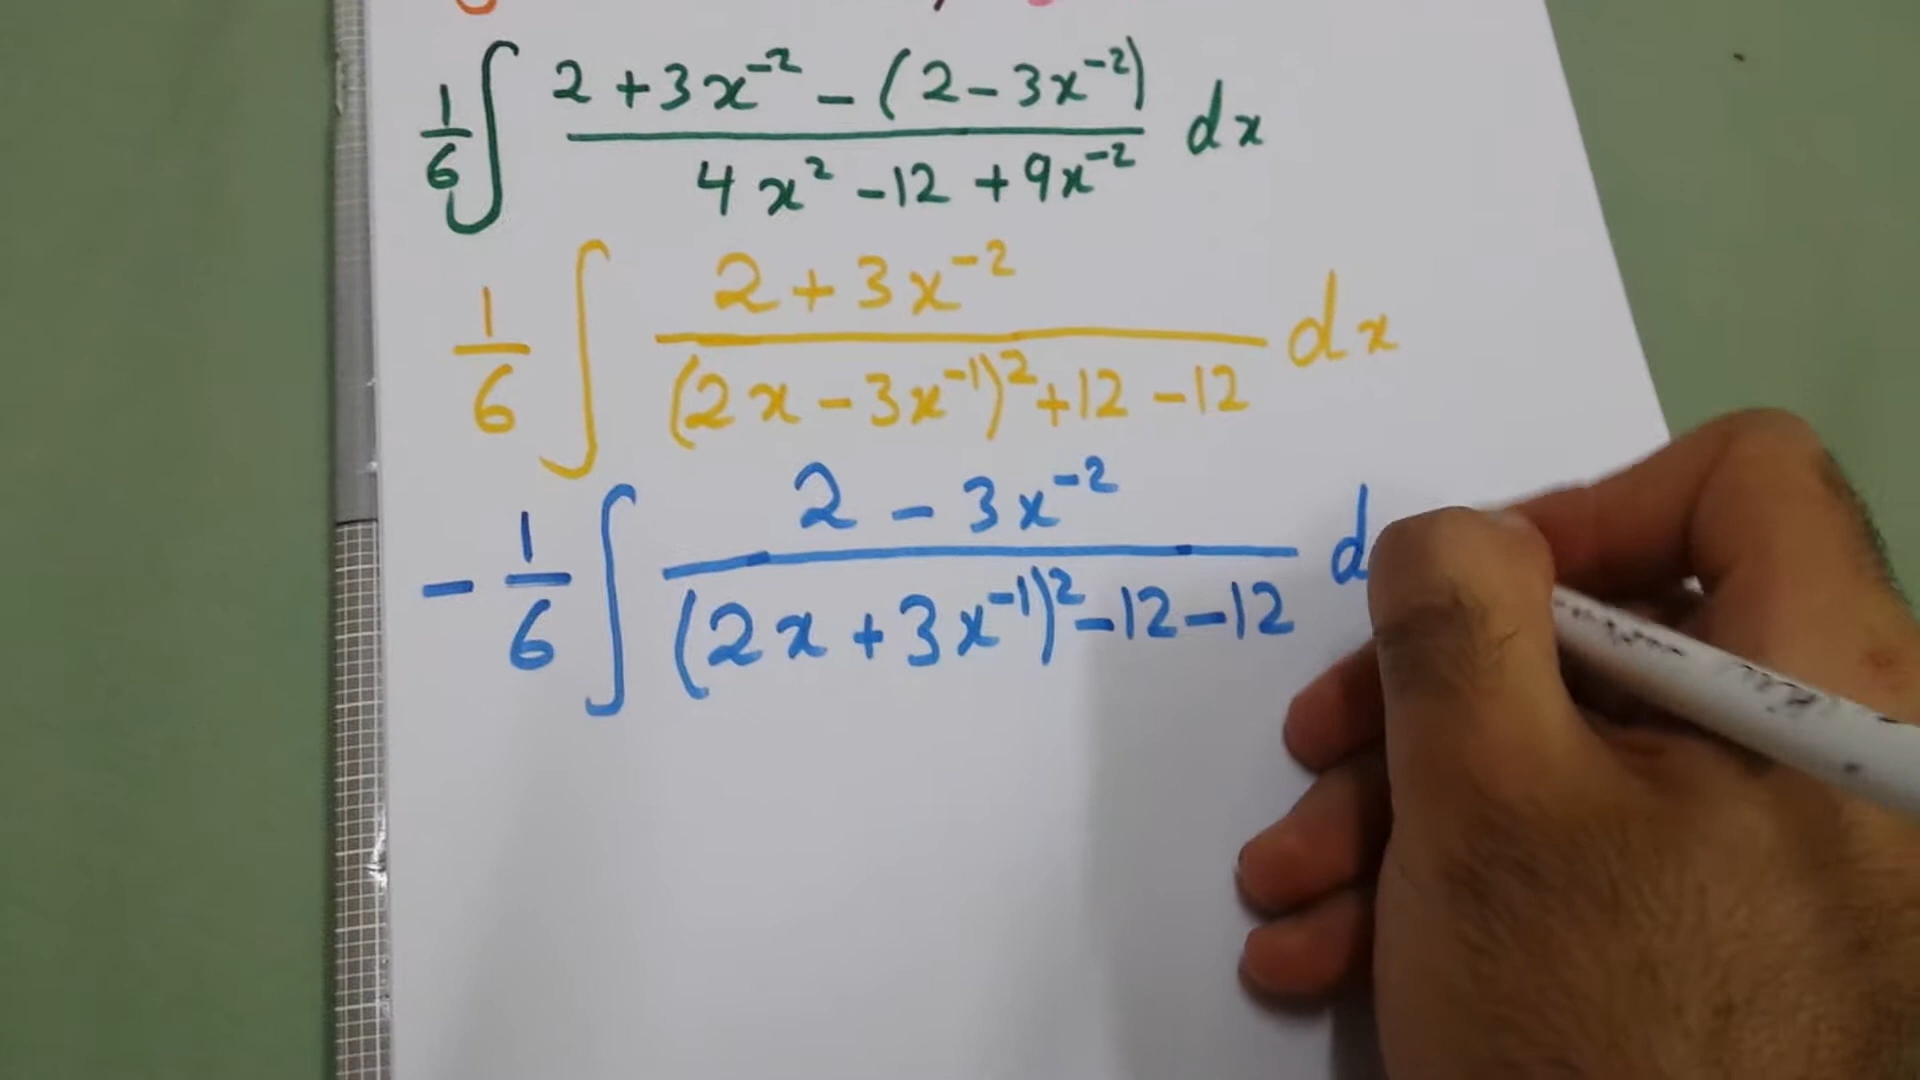 1/6 ∫ (2 + 3x⁻² − (2 − 3x⁻²)) / (4x² − 12 + 9x⁻²) dx
1/6 ∫ (2 + 3x⁻²) / ((2x − 3x⁻¹)² + 12 − 12) dx
− 1/6 ∫ (2 − 3x⁻²) / ((2x + 3x⁻¹)² − 12 − 12) d